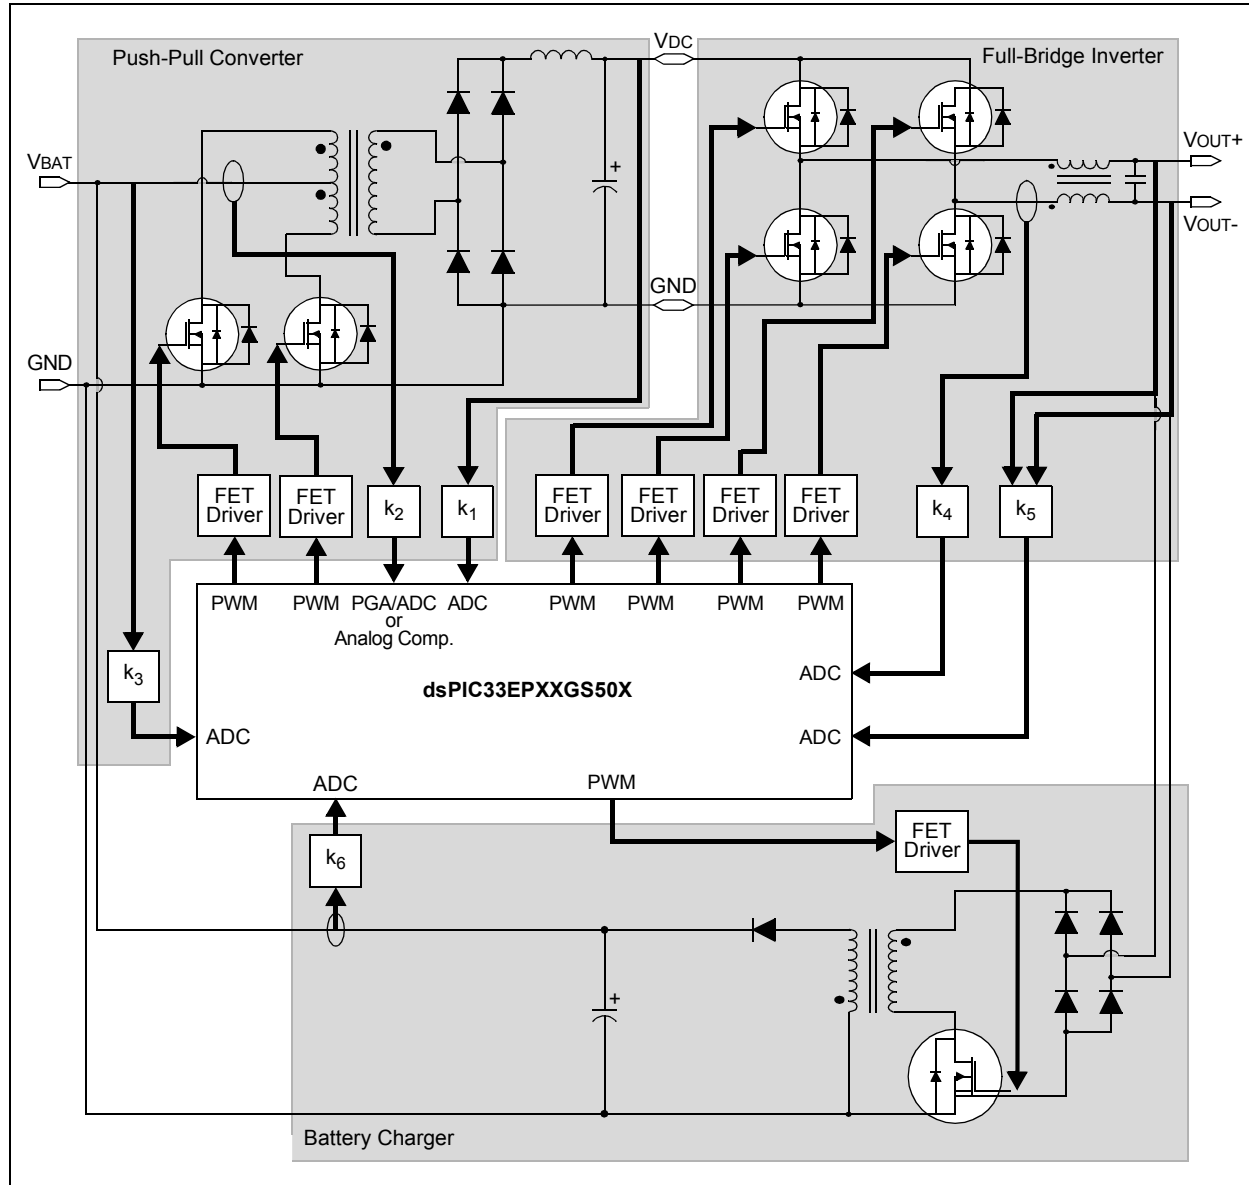 Push-Pull Converter
VDC
Full-Bridge Inverter
+
VOUT+
VBAT
VOUT-
GND
GND
FET
Driver
FET
Driver
k2
k1
FET
Driver
FET
Driver
FET
Driver
FET
Driver
k4
k5
PWM
PWM
PGA/ADC
or
Analog Comp.
ADC
PWM
PWM
PWM
PWM
k3
ADC
dsPIC33EPXXGS50X
ADC
ADC
ADC
PWM
FET
Driver
k6
+
Battery Charger